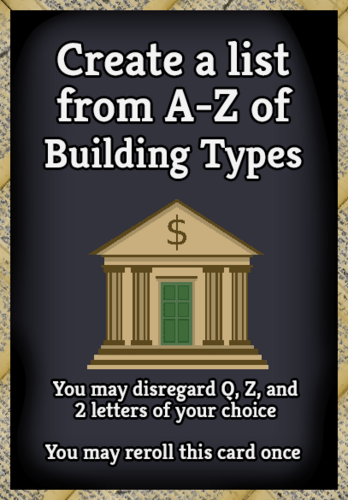 Create a list
from A-Z of
Building Types
$
You may disregard Q, Z, and
2 letters of your choice
You may reroll this card once